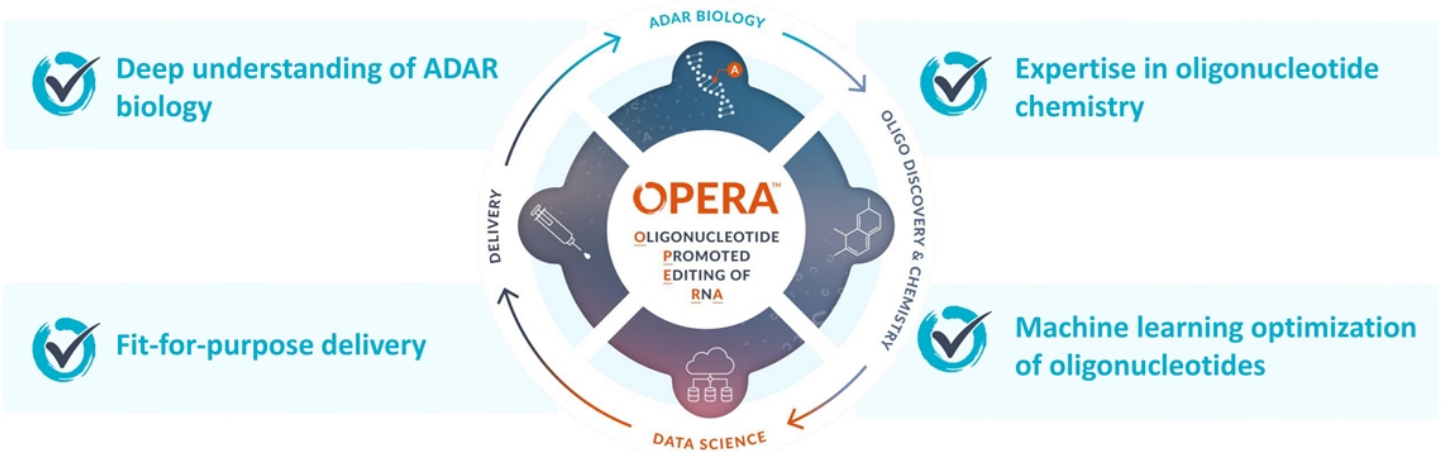 ADAR BIOLOGY
Deep understanding of ADAR
biology
Expertise in oligonucleotide
chemistry
A
OLIGO DISCOVERY & CHEMISTRY
DELIVERY
OPERA™
OLIGONUCLEOTIDE
PROMOTED
EDITING OF
RNA
Fit-for-purpose delivery
Machine learning optimization
of oligonucleotides
DATA SCIENCE